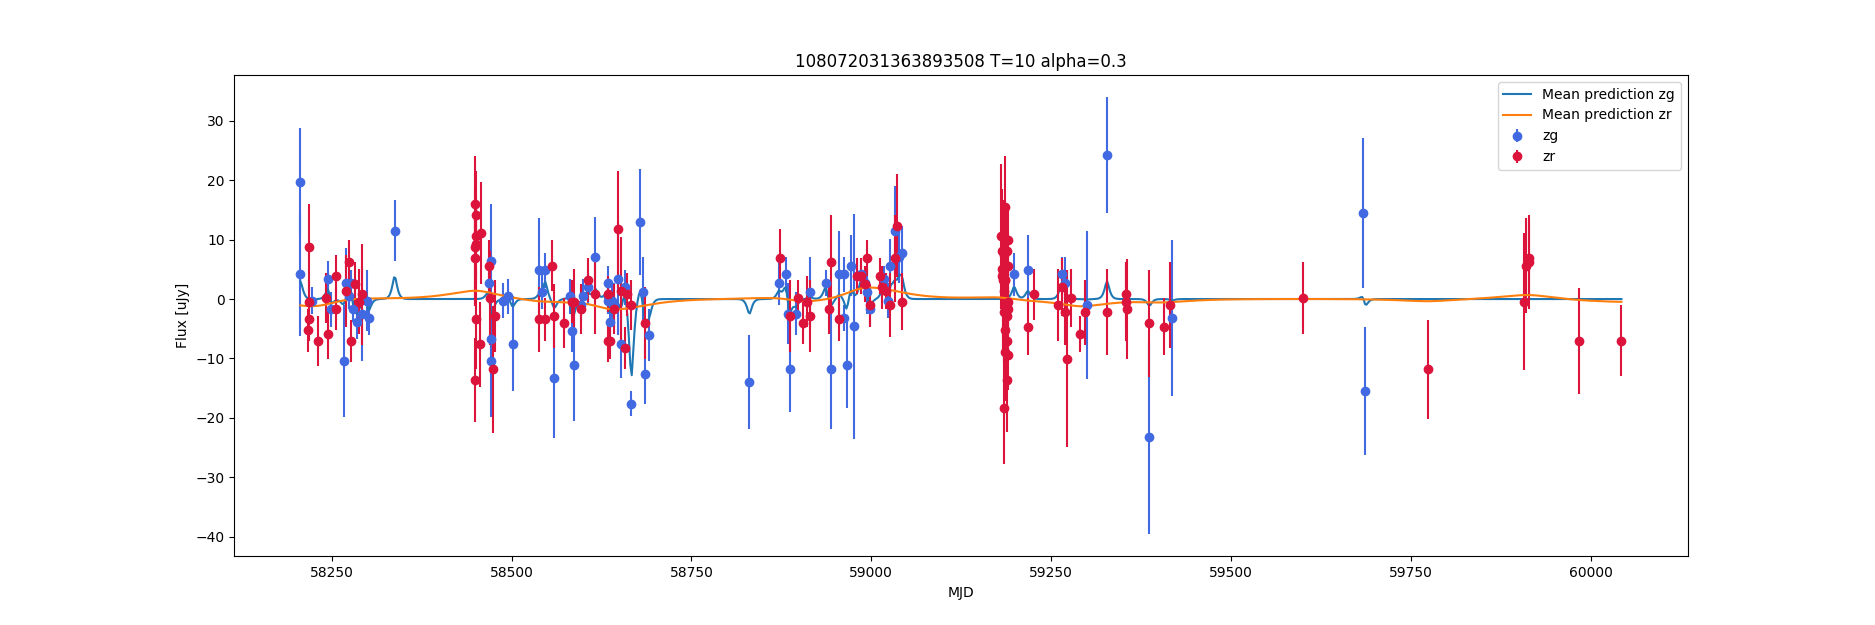 108072031363893508 T=10 alpha=0.3
Mean prediction zg
Mean prediction zr
zg
zr
Flux [uJy]
30
20
10
0
−10
−20
−30
−40
58250 58500 58750 59000 59250 59500 59750 60000
MJD